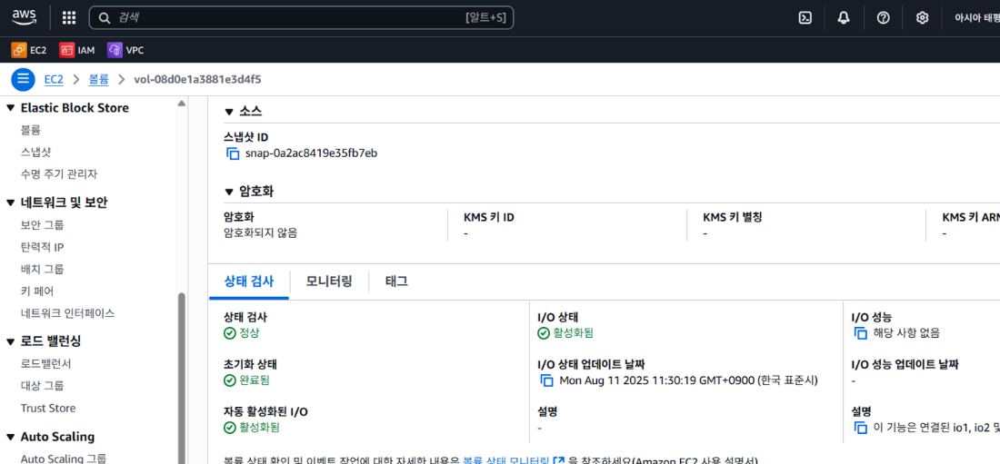 aws
검색
[알트+S]
아시아 태평
EC2
IAM
VPC
EC2
볼륨
vol-08d0e1a3881e3d4f5
Elastic Block Store
볼륨
스냅샷
수명 주기 관리자
네트워크 및 보안
보안 그룹
탄력적 IP
배치 그룹
키 페어
네트워크 인터페이스
로드 밸런싱
로드밸런서
대상 그룹
Trust Store
Auto Scaling
Auto Scaling 그룹
소스
스냅샷 ID
snap-0a2ac8419e35fb7eb
암호화
암호화
암호화되지 않음
KMS 키 ID
-
KMS 키 별칭
-
KMS 키 ARN
-
상태 검사
모니터링
태그
상태 검사
정상
I/O 상태
활성화됨
I/O 성능
해당 사항 없음
초기화 상태
완료됨
I/O 상태 업데이트 날짜
Mon Aug 11 2025 11:30:19 GMT+0900 (한국 표준시)
I/O 성능 업데이트 날짜
-
자동 활성화된 I/O
활성화됨
설명
-
설명
이 기능은 연결된 io1, io2 및
볼륨 상태 확인 및 이벤트 작업에 대한 자세한 내용은 볼륨 상태 모니터링 을 참조하세요(Amazon EC2 사용 설명서)